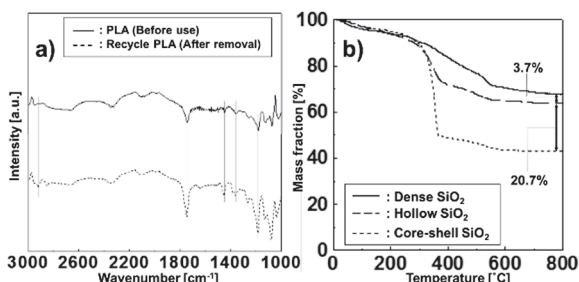 a)
— : PLA (Before use)
---- : Recycle PLA (After removal)
Intensity [a.u.]
3000 2600 2200 1800 1400 1000
Wavenumber [cm⁻¹]
b)
100
80
60
40
20
0
Mass fraction [%]
3.7%
20.7%
— : Dense SiO₂
— — : Hollow SiO₂
---- : Core-shell SiO₂
0 200 400 600 800
Temperature [°C]